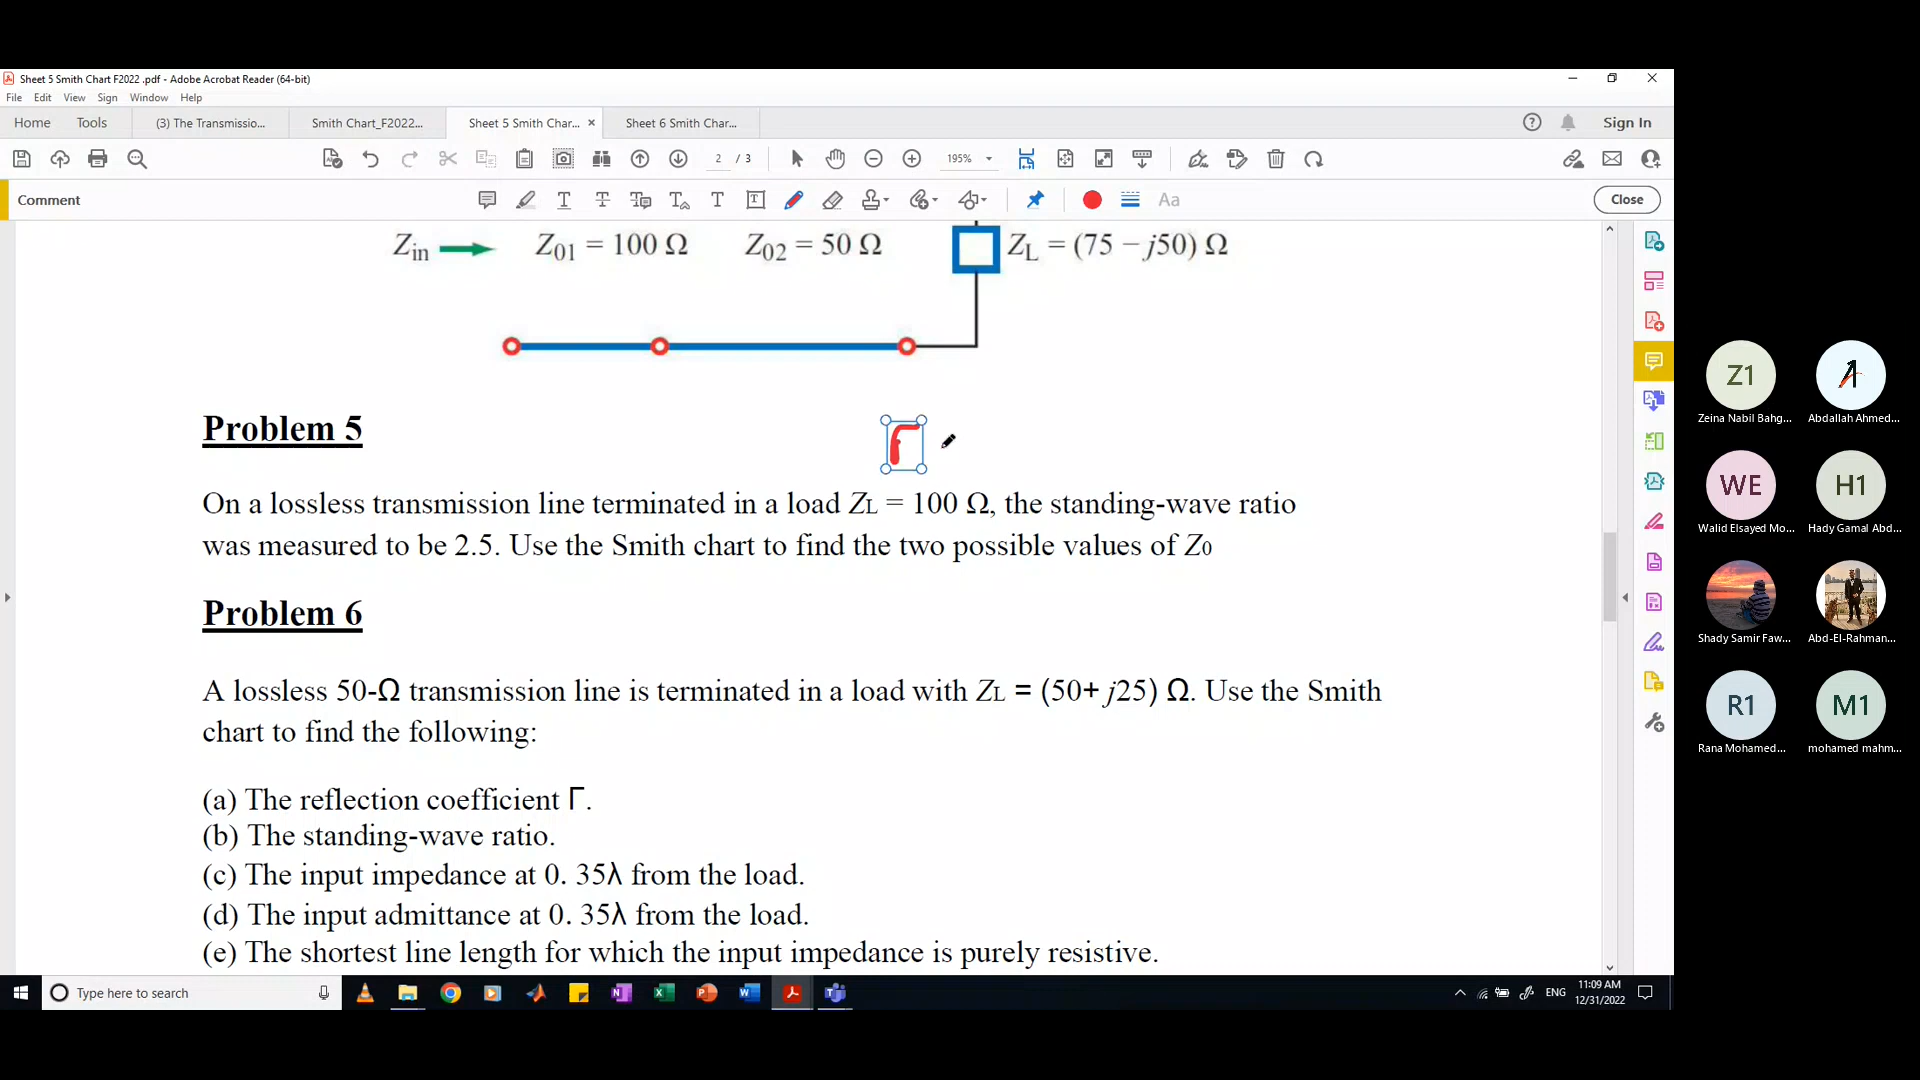 Sheet 5 Smith Chart F2022 .pdf - Adobe Acrobat Reader (64-bit)
File Edit View Sign Window Help
Home Tools (3) The Transmissio... Smith Chart_F2022... Sheet 5 Smith Char... × Sheet 6 Smith Char... Sign In
2 / 3 195%
Comment Aa Close
Zin Z01 = 100 Ω Z02 = 50 Ω ZL = (75 − j50) Ω
Problem 5
Γ
On a lossless transmission line terminated in a load ZL = 100 Ω, the standing-wave ratio
was measured to be 2.5. Use the Smith chart to find the two possible values of Z0
Problem 6
A lossless 50-Ω transmission line is terminated in a load with ZL = (50+ j25) Ω. Use the Smith
chart to find the following:
(a) The reflection coefficient Γ.
(b) The standing-wave ratio.
(c) The input impedance at 0. 35λ from the load.
(d) The input admittance at 0. 35λ from the load.
(e) The shortest line length for which the input impedance is purely resistive.
Z1
Zeina Nabil Bahg... Abdallah Ahmed...
WE H1
Walid Elsayed Mo... Hady Gamal Abd...
Shady Samir Faw... Abd-El-Rahman...
R1 M1
Rana Mohamed... mohamed mahm...
Type here to search
ENG 11:09 AM
12/31/2022